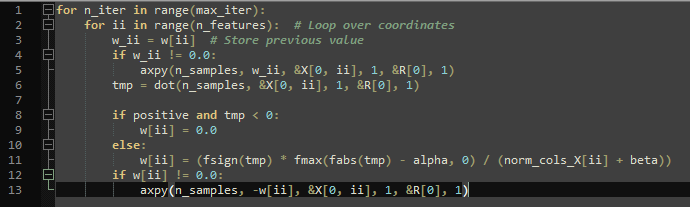 1 for n_iter in range(max_iter):
2     for ii in range(n_features):  # Loop over coordinates
3         w_ii = w[ii]  # Store previous value
4         if w_ii != 0.0:
5             axpy(n_samples, w_ii, &X[0, ii], 1, &R[0], 1)
6         tmp = dot(n_samples, &X[0, ii], 1, &R[0], 1)
7
8         if positive and tmp < 0:
9             w[ii] = 0.0
10         else:
11             w[ii] = (fsign(tmp) * fmax(fabs(tmp) - alpha, 0) / (norm_cols_X[ii] + beta))
12         if w[ii] != 0.0:
13             axpy(n_samples, -w[ii], &X[0, ii], 1, &R[0], 1)